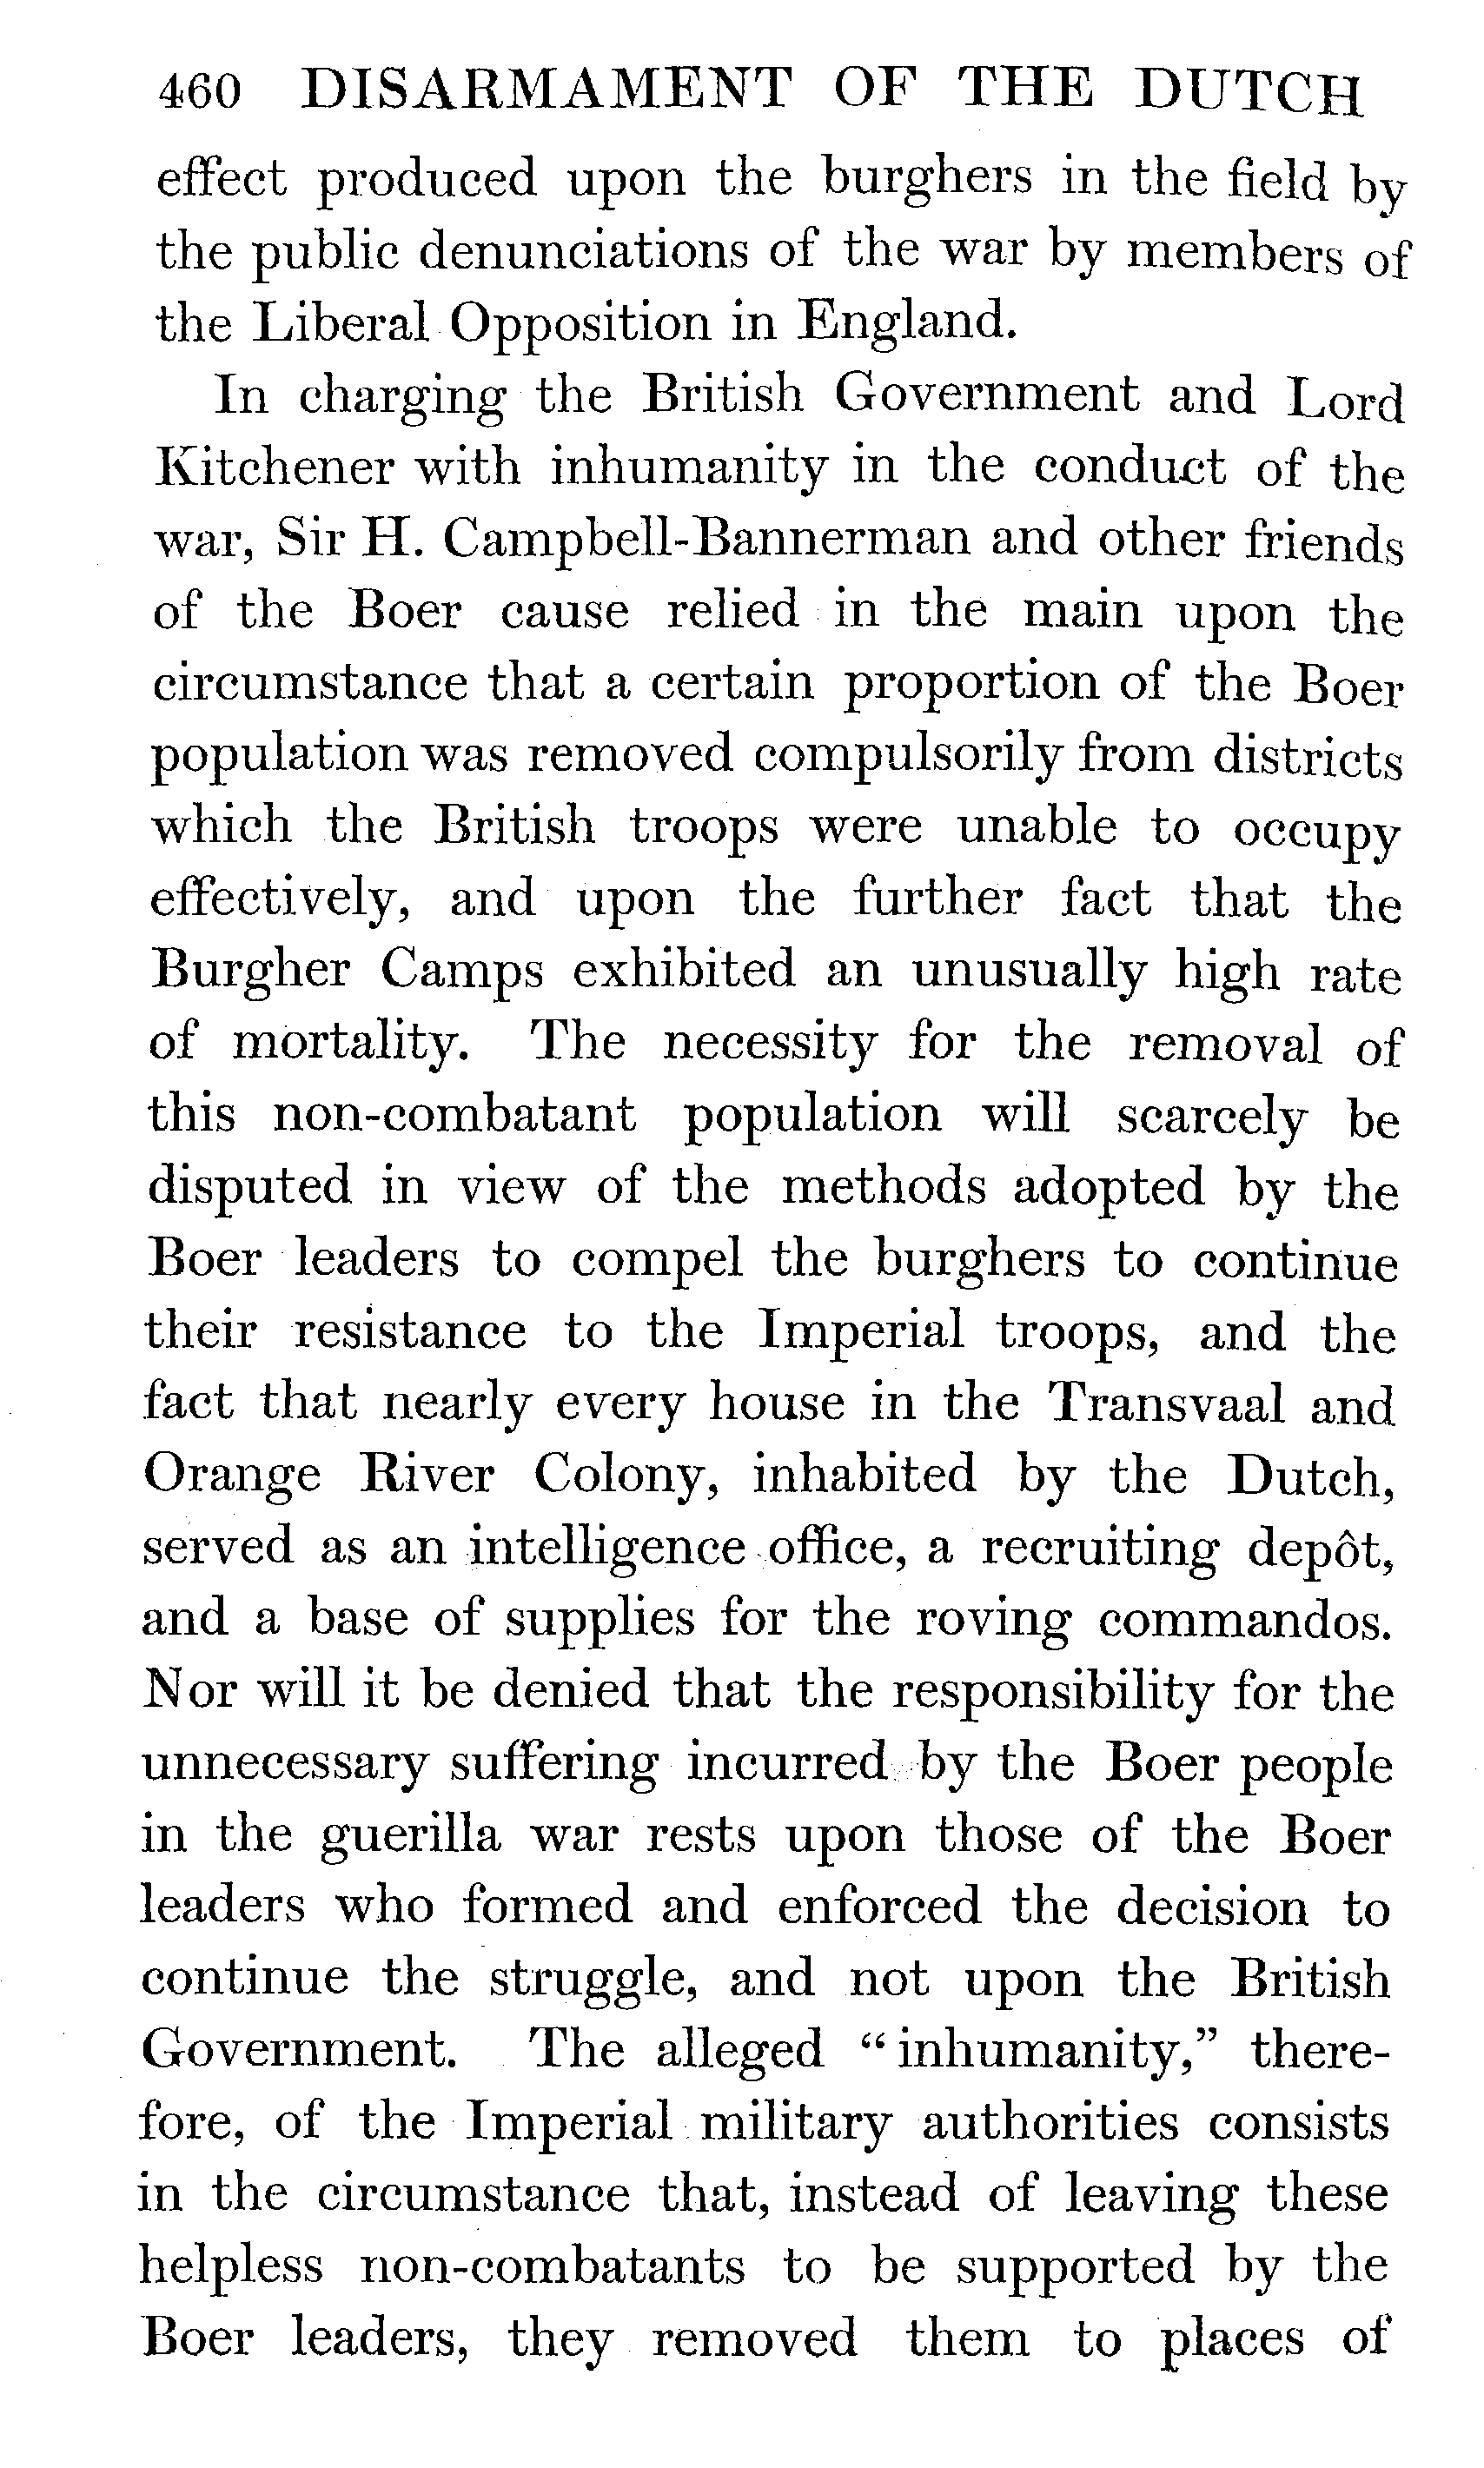 460 DISARMAMENT OF THE DUTCH
effect produced upon the burghers in the field by
the public denunciations of the war by members of
the Liberal Opposition in England.
In charging the British Government and Lord
Kitchener with inhumanity in the conduct of the
war, Sir H. Campbell-Bannerman and other friends
of the Boer cause relied in the main upon the
circumstance that a certain proportion of the Boer
population was removed compulsorily from districts
which the British troops were unable to occupy
effectively, and upon the further fact that the
Burgher Camps exhibited an unusually high rate
of mortality. The necessity for the removal of
this non-combatant population will scarcely be
disputed in view of the methods adopted by the
Boer leaders to compel the burghers to continue
their resistance to the Imperial troops, and the
fact that nearly every house in the Transvaal and
Orange River Colony, inhabited by the Dutch,
served as an intelligence office, a recruiting depôt,
and a base of supplies for the roving commandos.
Nor will it be denied that the responsibility for the
unnecessary suffering incurred by the Boer people
in the guerilla war rests upon those of the Boer
leaders who formed and enforced the decision to
continue the struggle, and not upon the British
Government. The alleged “inhumanity,” there-
fore, of the Imperial military authorities consists
in the circumstance that, instead of leaving these
helpless non-combatants to be supported by the
Boer leaders, they removed them to places of